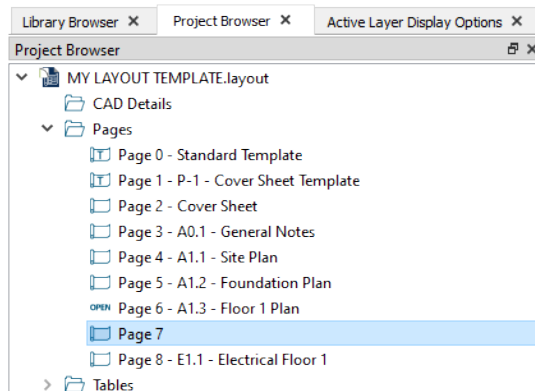 Library Browser Project Browser Active Layer Display Options
Project Browser
MY LAYOUT TEMPLATE.layout
CAD Details
Pages
Page 0 - Standard Template
Page 1 - P-1 - Cover Sheet Template
Page 2 - Cover Sheet
Page 3 - A0.1 - General Notes
Page 4 - A1.1 - Site Plan
Page 5 - A1.2 - Foundation Plan
OPEN Page 6 - A1.3 - Floor 1 Plan
Page 7
Page 8 - E1.1 - Electrical Floor 1
Tables